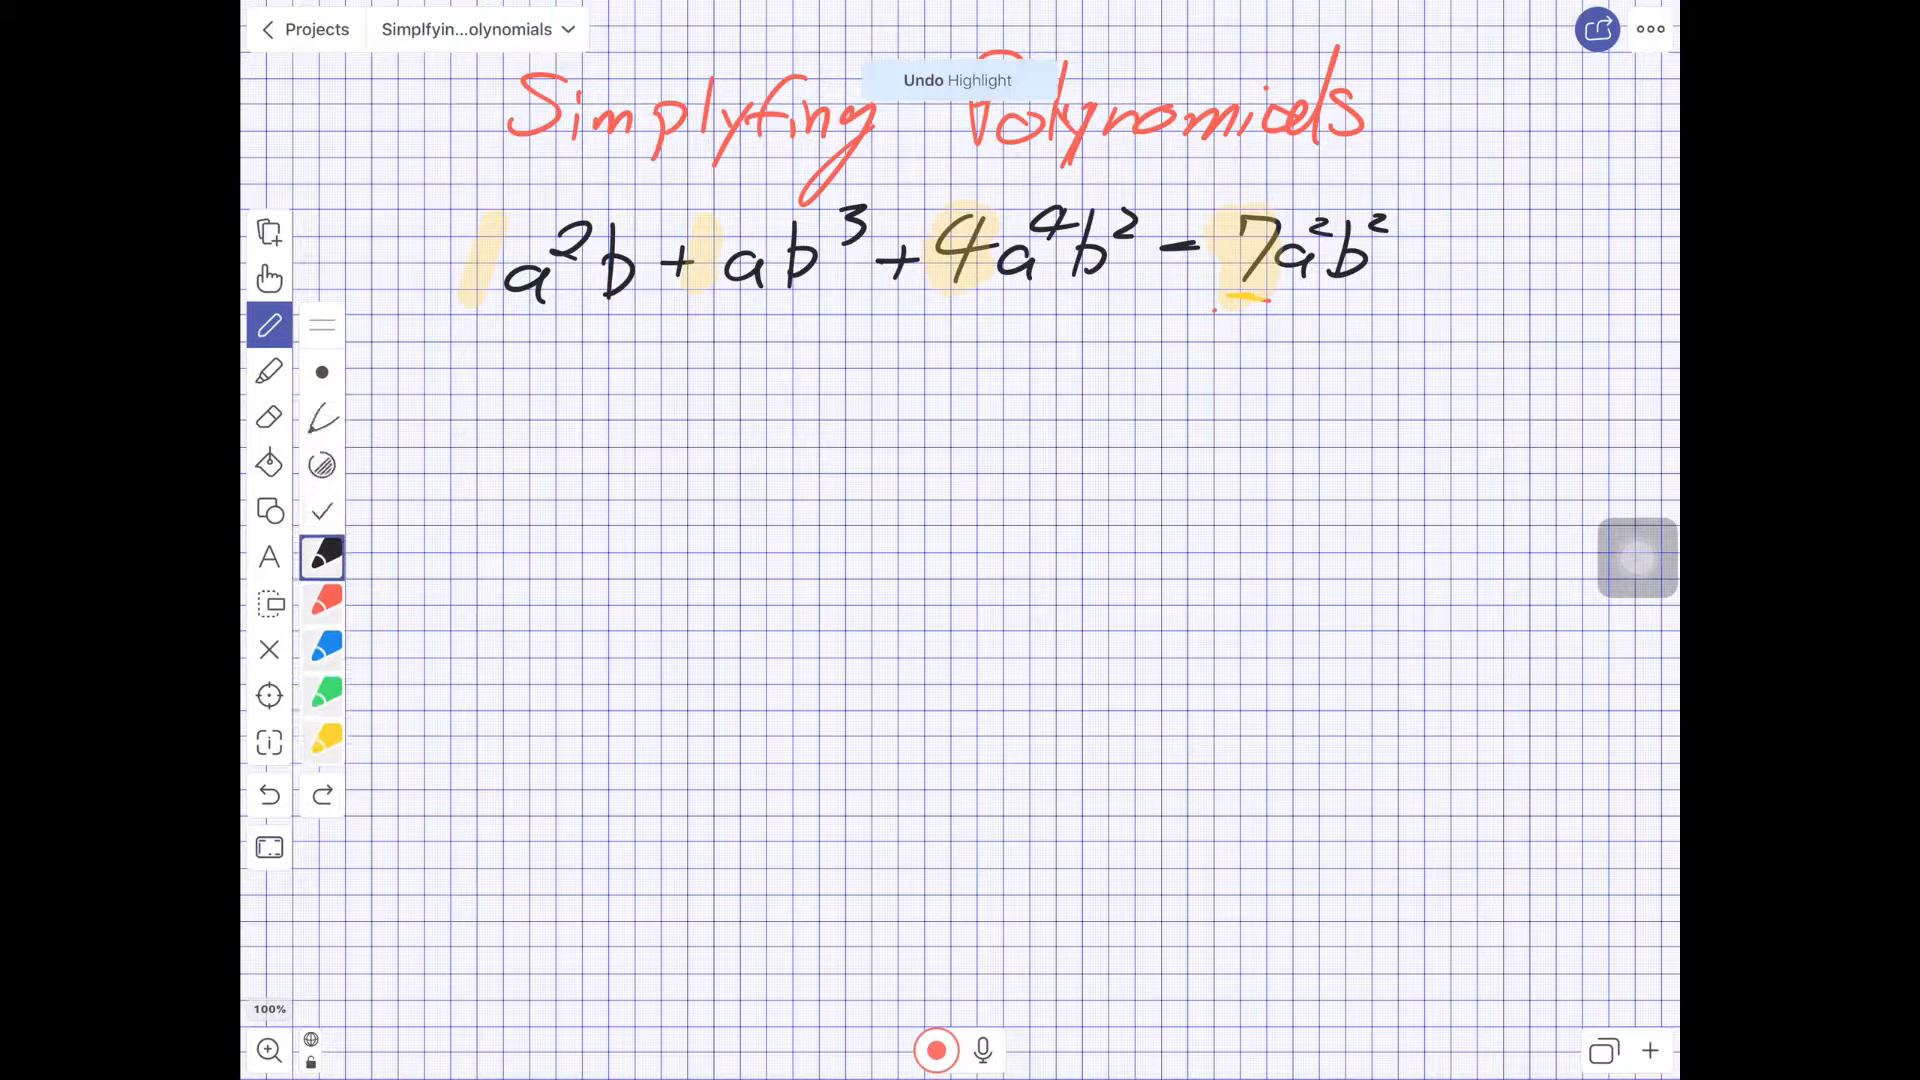 Projects
Simplfyin...olynomials
Undo Highlight
Simplyfing Polynomials
a²b + ab³ + 4a⁴b² - 7a²b²
A
100%